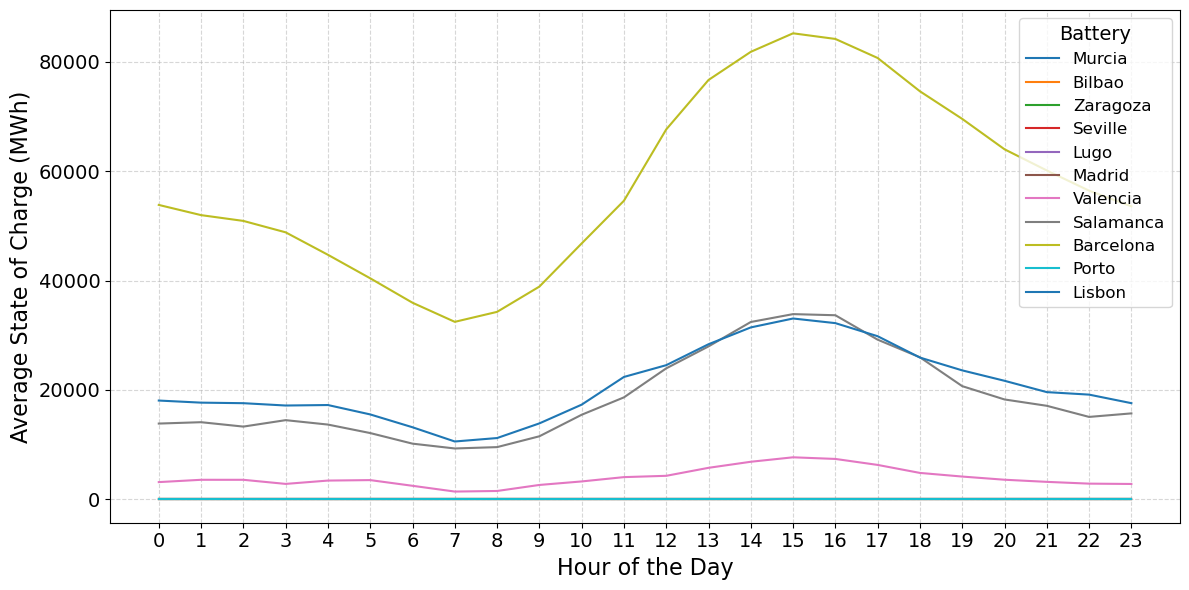 Average State of Charge (MWh)
80000
60000
40000
20000
0
0 1 2 3 4 5 6 7 8 9 10 11 12 13 14 15 16 17 18 19 20 21 22 23
Hour of the Day
Battery
Murcia
Bilbao
Zaragoza
Seville
Lugo
Madrid
Valencia
Salamanca
Barcelona
Porto
Lisbon